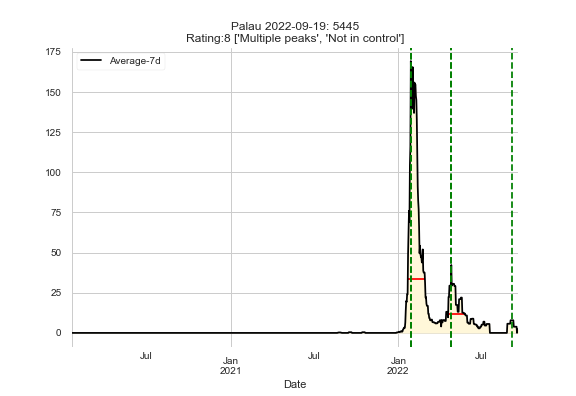 Palau 2022-09-19: 5445
Rating:8 ['Multiple peaks', 'Not in control']
175
Average-7d
150
125
100
75
50
25
0
Jul
Jan
2021
Jul
Jan
2022
Jul
Date